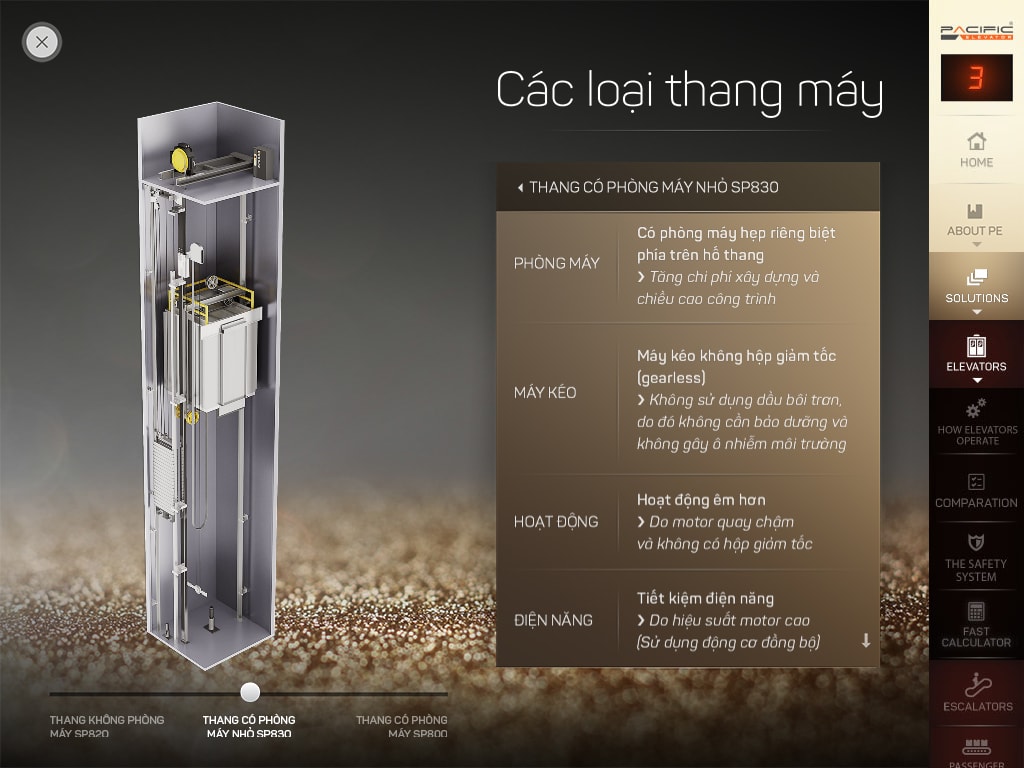 PACIFIC
ELEVATOR
3
Các loại thang máy
THANG CÓ PHÒNG MÁY NHỎ SP830
PHÒNG MÁY
Có phòng máy hẹp riêng biệt
phía trên hố thang
❯ Tăng chi phí xây dựng và
chiều cao công trình
MÁY KÉO
Máy kéo không hộp giảm tốc
(gearless)
❯ Không sử dụng dầu bôi trơn,
do đó không cần bảo dưỡng và
không gây ô nhiễm môi trường
HOẠT ĐỘNG
Hoạt động êm hơn
❯ Do motor quay chậm
và không có hộp giảm tốc
ĐIỆN NĂNG
Tiết kiệm điện năng
❯ Do hiệu suất motor cao
(Sử dụng động cơ đồng bộ)
THANG KHÔNG PHÒNG
MÁY SP820
THANG CÓ PHÒNG
MÁY NHỎ SP830
THANG CÓ PHÒNG
MÁY SP800
HOME
ABOUT PE
SOLUTIONS
ELEVATORS
HOW ELEVATORS
OPERATE
COMPARATION
THE SAFETY
SYSTEM
FAST
CALCULATOR
ESCALATORS
PASSENGER